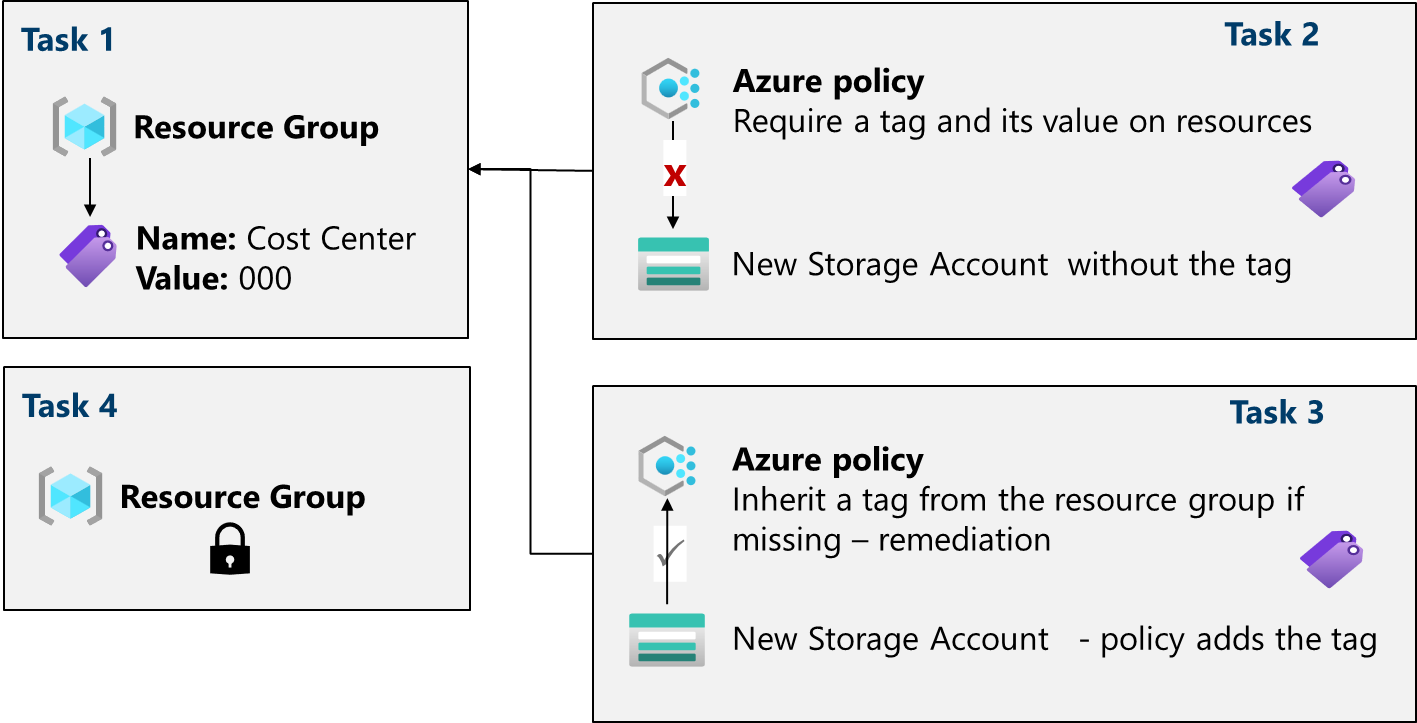 Task 1
Resource Group
Name: Cost Center
Value: 000
Task 2
Azure policy
Require a tag and its value on resources
x
New Storage Account  without the tag
Task 4
Resource Group
Task 3
Azure policy
Inherit a tag from the resource group if
missing – remediation
New Storage Account   - policy adds the tag